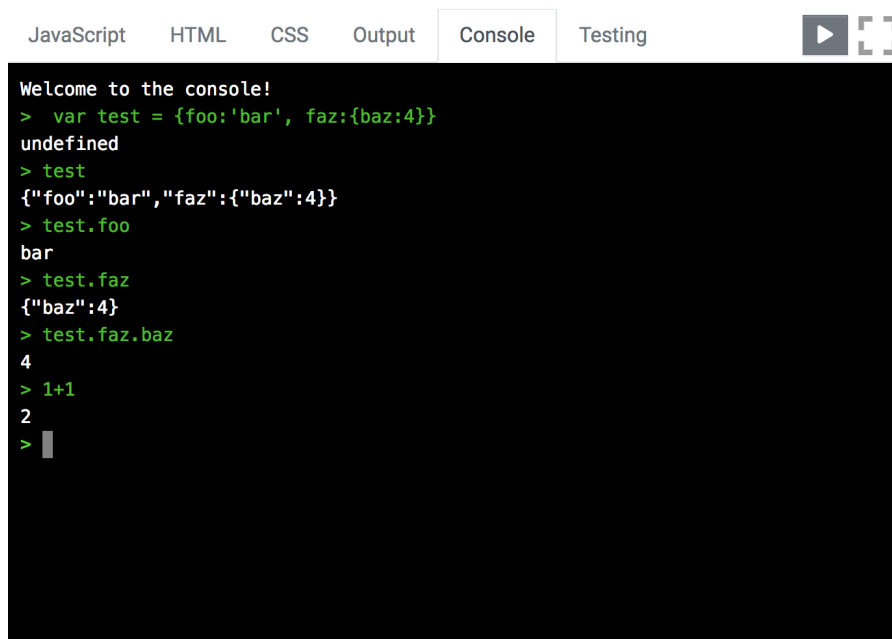 JavaScript HTML CSS Output Console Testing
Welcome to the console!
>  var test = {foo:'bar', faz:{baz:4}}
undefined
> test
{"foo":"bar","faz":{"baz":4}}
> test.foo
bar
> test.faz
{"baz":4}
> test.faz.baz
4
> 1+1
2
>